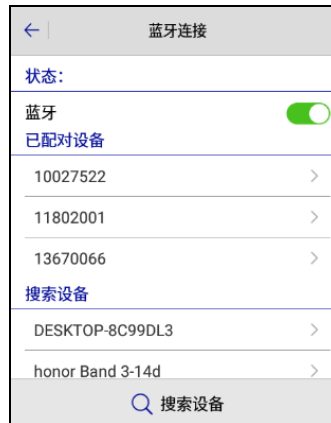 蓝牙连接
状态：
蓝牙
已配对设备
10027522
11802001
13670066
搜索设备
DESKTOP-8C99DL3
honor Band 3-14d
搜索设备